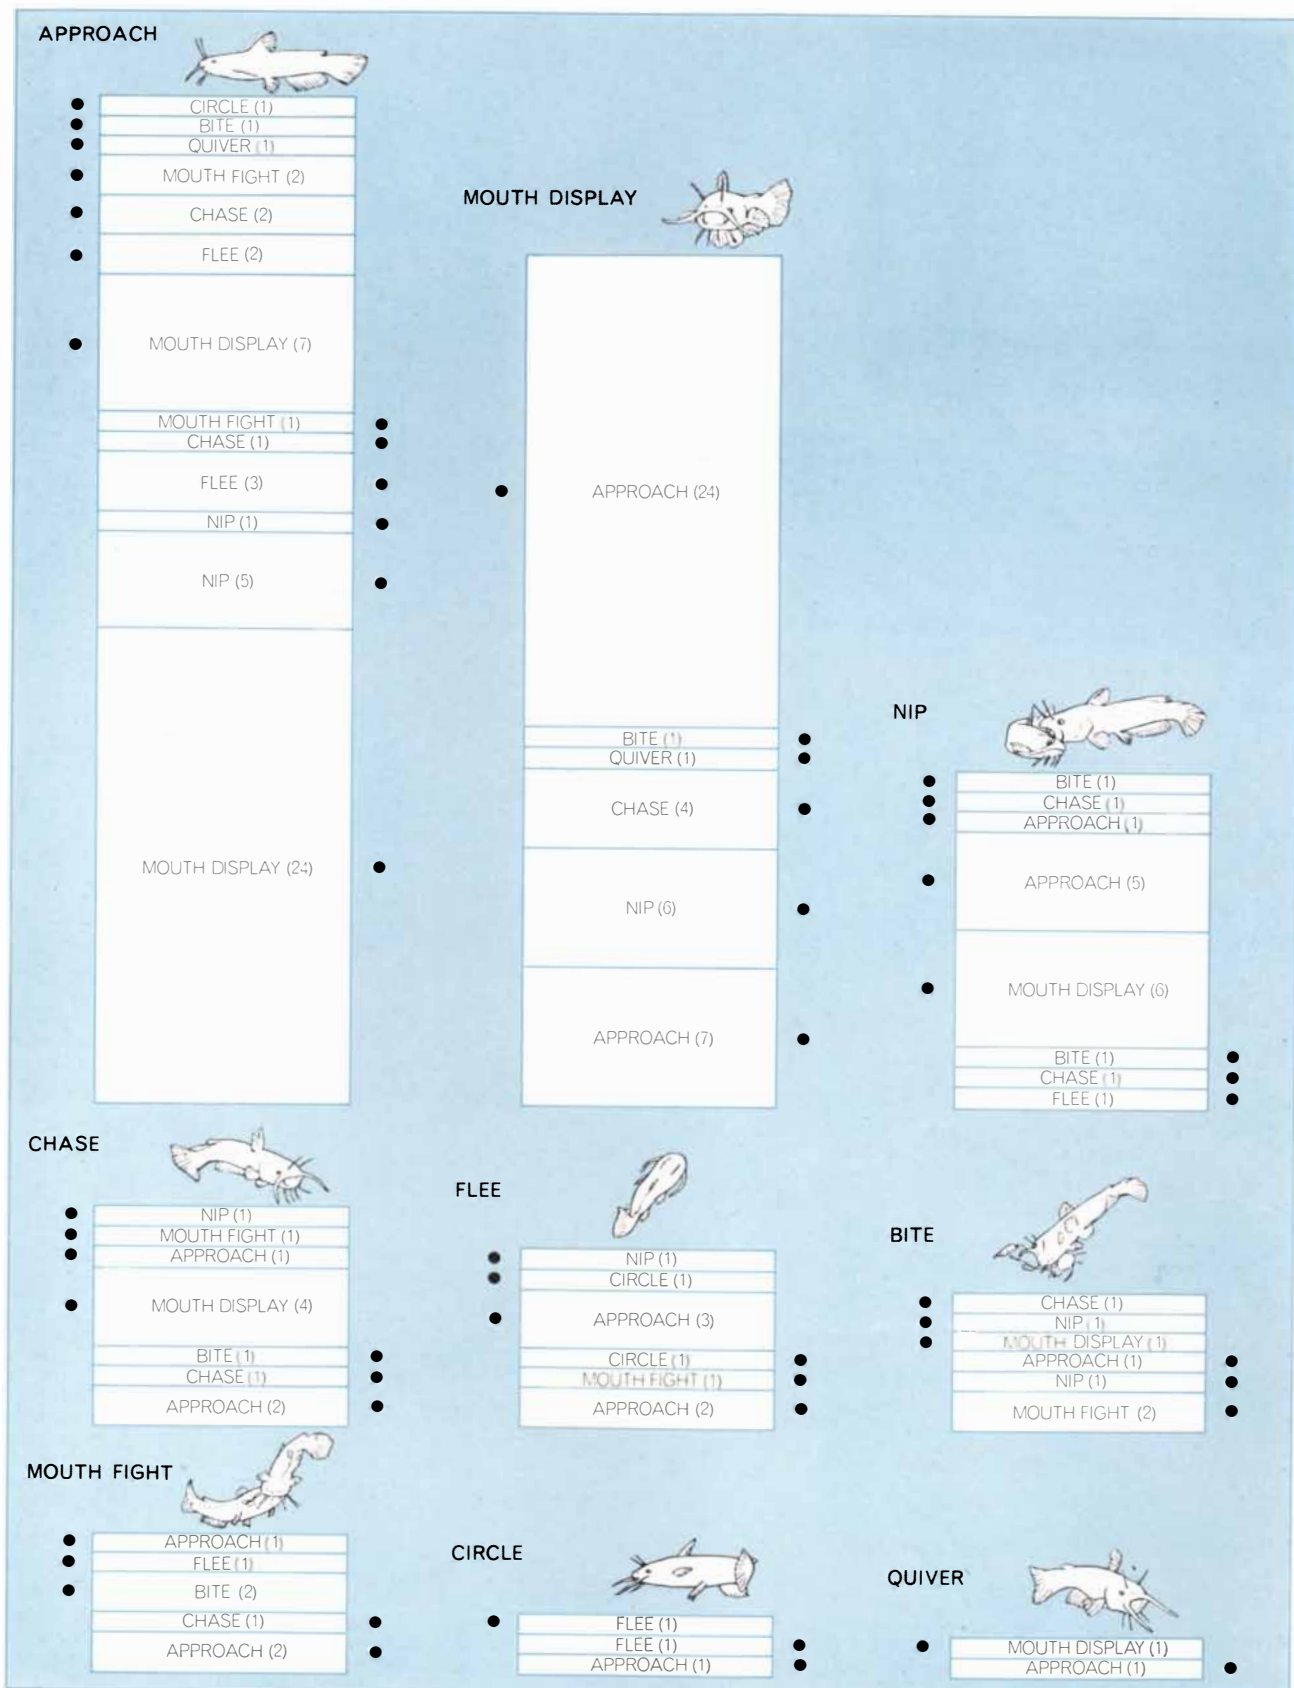 APPROACH
CIRCLE (1)
BITE (1)
QUIVER (1)
MOUTH FIGHT (2)
CHASE (2)
FLEE (2)
MOUTH DISPLAY (7)
MOUTH FIGHT (1)
CHASE (1)
FLEE (3)
NIP (1)
NIP (5)
MOUTH DISPLAY (24)
MOUTH DISPLAY
APPROACH (24)
BITE (1)
QUIVER (1)
CHASE (4)
NIP (6)
APPROACH (7)
NIP
BITE (1)
CHASE (1)
APPROACH (1)
APPROACH (5)
MOUTH DISPLAY (6)
BITE (1)
CHASE (1)
FLEE (1)
CHASE
NIP (1)
MOUTH FIGHT (1)
APPROACH (1)
MOUTH DISPLAY (4)
BITE (1)
CHASE (1)
APPROACH (2)
FLEE
NIP (1)
CIRCLE (1)
APPROACH (3)
CIRCLE (1)
MOUTH FIGHT (1)
APPROACH (2)
BITE
CHASE (1)
NIP (1)
MOUTH DISPLAY (1)
APPROACH (1)
NIP (1)
MOUTH FIGHT (2)
MOUTH FIGHT
APPROACH (1)
FLEE (1)
BITE (2)
CHASE (1)
APPROACH (2)
CIRCLE
FLEE (1)
FLEE (1)
APPROACH (1)
QUIVER
MOUTH DISPLAY (1)
APPROACH (1)